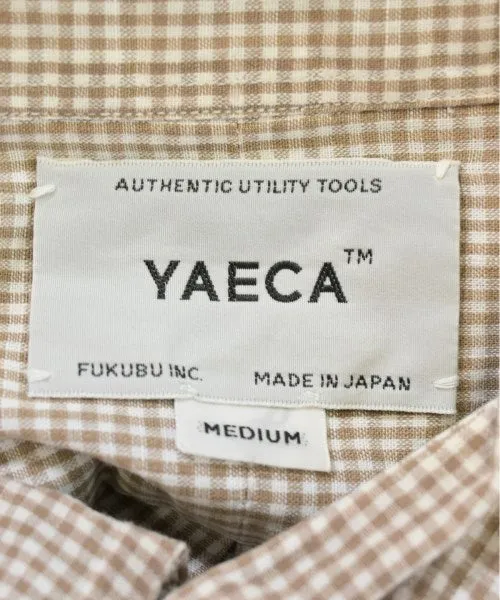 AUTHENTIC UTILITY TOOLS
YAECA™
FUKUBU INC. MADE IN JAPAN
MEDIUM